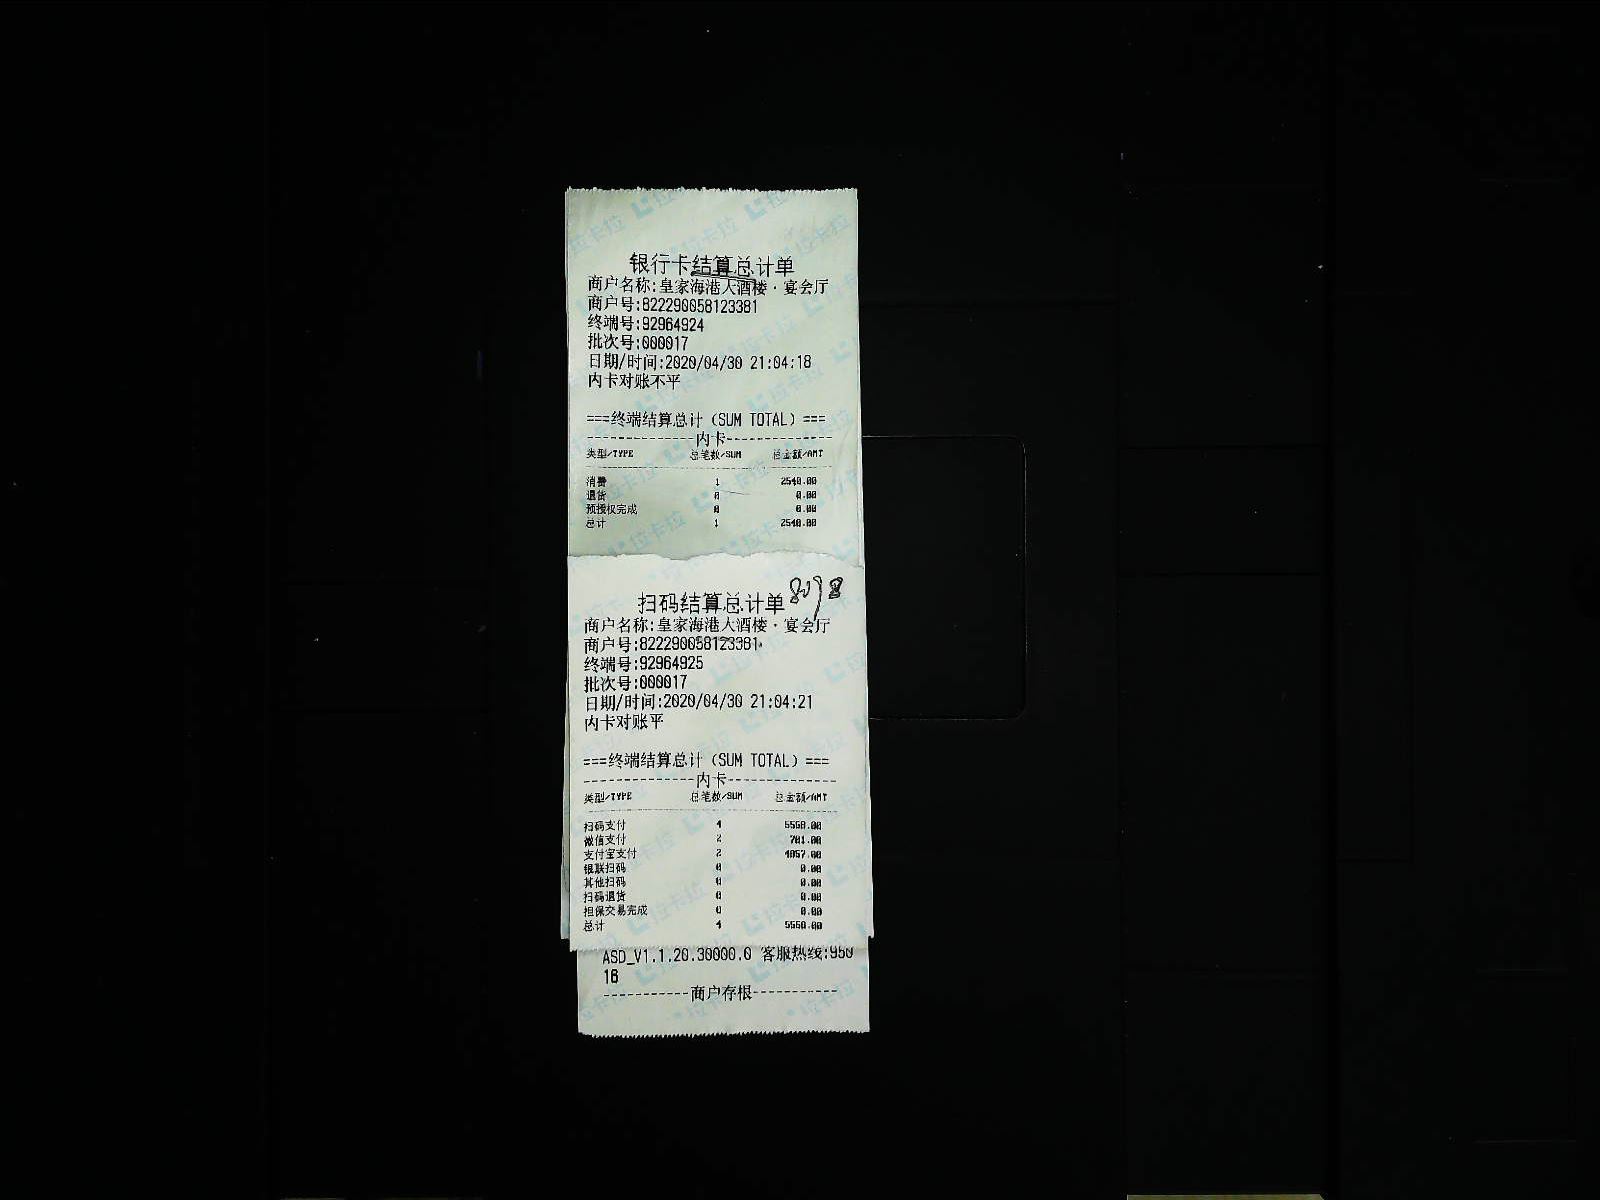 银行卡结算总计单
商户名称:皇家海港大酒楼·宴会厅
商户号:822290058123381
终端号:92964924
批次号:000017
日期/时间:2020/04/30 21:04:18
内卡对账不平
===终端结算总计(SUM TOTAL)===
---------------内卡---------------
类型/TYPE 总笔数/SUM 总金额/AMT
消费 1 2540.00
退货 0 0.00
预授权完成 0 0.00
总计 1 2540.00
扫码结算总计单 8098
商户名称:皇家海港大酒楼·宴会厅
商户号:822290058123381
终端号:92964925
批次号:000017
日期/时间:2020/04/30 21:04:21
内卡对账平
===终端结算总计(SUM TOTAL)===
---------------内卡---------------
类型/TYPE 总笔数/SUM 总金额/AMT
扫码支付 4 5558.00
微信支付 2 701.00
支付宝支付 2 4857.00
银联扫码 0 0.00
其他扫码 0 0.00
扫码退货 0 0.00
担保交易完成 0 0.00
总计 4 5558.00
ASD_V1.1.20.30000.0 客服热线:950
16
-----------商户存根-----------